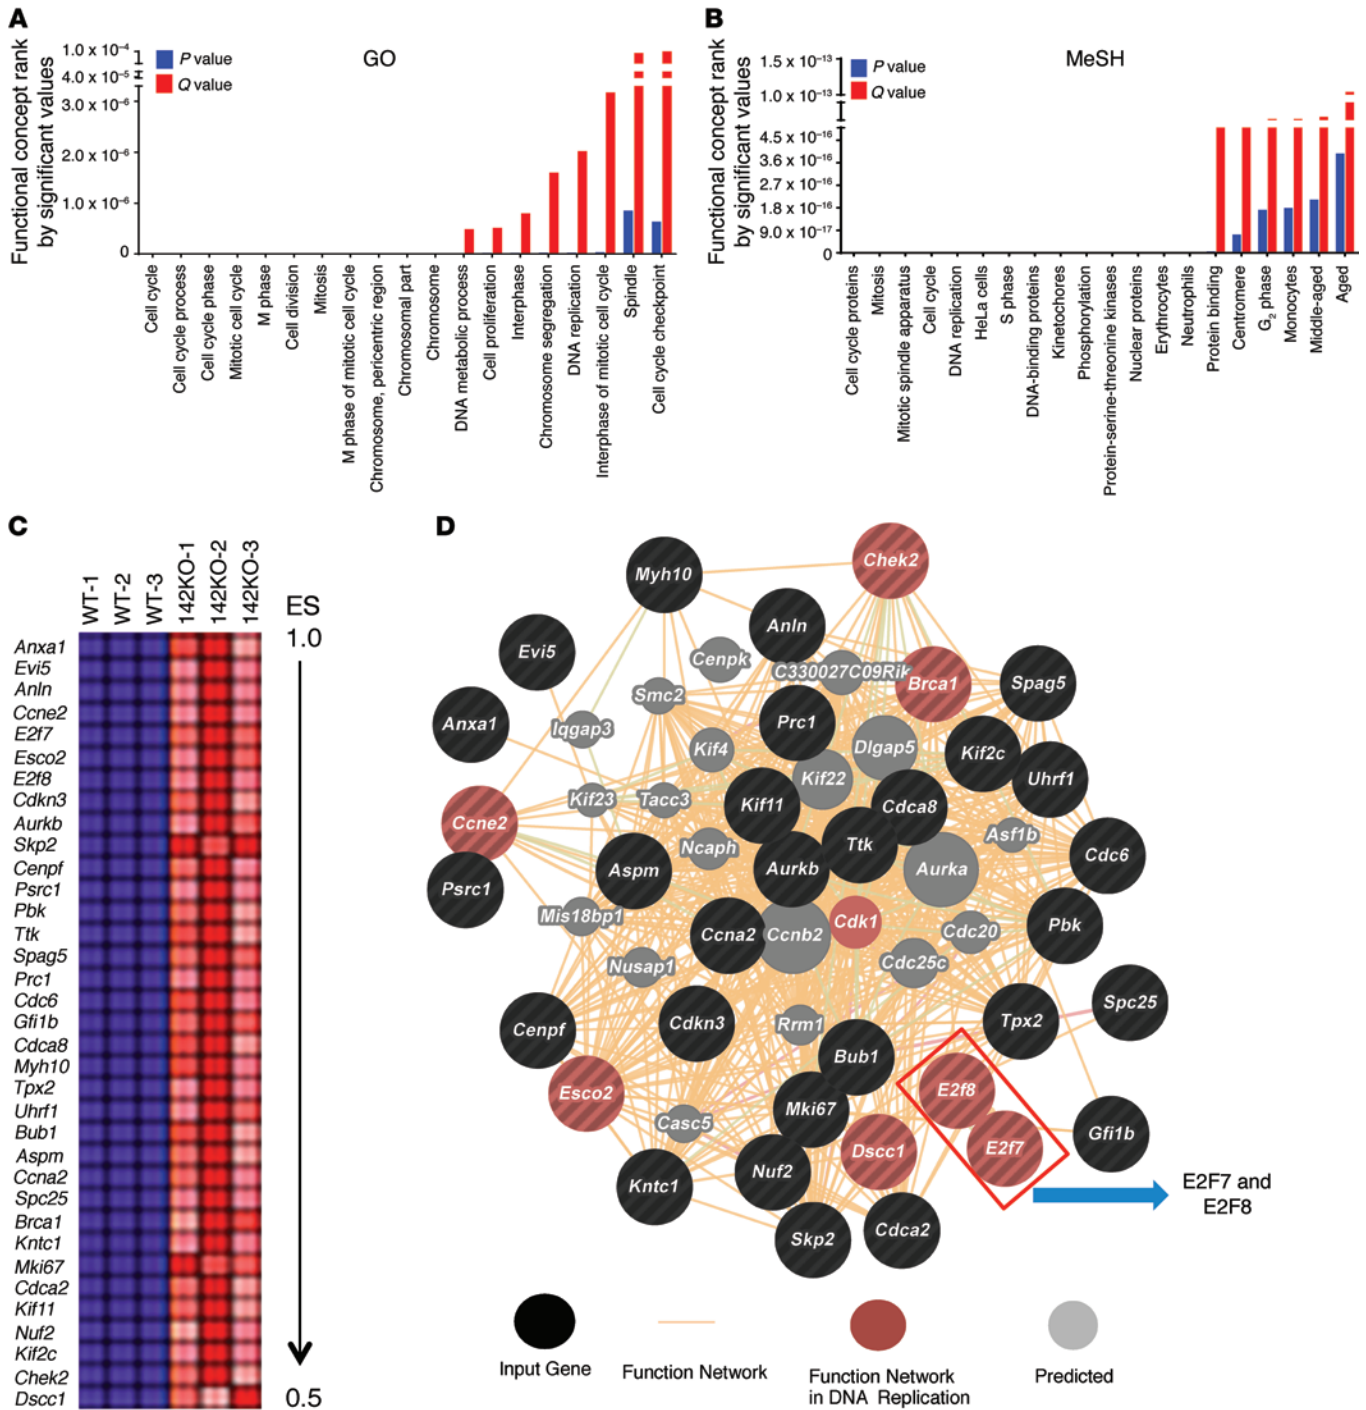 A
Functional concept rank
by significant values
GO
P value
Q value
1.0 x 10⁻⁴
4.0 x 10⁻⁵
3.0 x 10⁻⁶
2.0 x 10⁻⁶
1.0 x 10⁻⁶
0
Cell cycle
Cell cycle process
Cell cycle phase
Mitotic cell cycle
M phase
Cell division
Mitosis
M phase of mitotic cell cycle
Chromosome, pericentric region
Chromosomal part
Chromosome
DNA metabolic process
Cell proliferation
Interphase
Chromosome segregation
DNA replication
Interphase of mitotic cell cycle
Spindle
Cell cycle checkpoint
B
Functional concept rank
by significant values
MeSH
P value
Q value
1.5 x 10⁻¹³
1.0 x 10⁻¹³
4.5 x 10⁻¹⁶
3.6 x 10⁻¹⁶
2.7 x 10⁻¹⁶
1.8 x 10⁻¹⁶
9.0 x 10⁻¹⁷
0
Cell cycle proteins
Mitosis
Mitotic spindle apparatus
Cell cycle
DNA replication
HeLa cells
S phase
DNA-binding proteins
Kinetochores
Phosphorylation
Protein-serine-threonine kinases
Nuclear proteins
Erythrocytes
Neutrophils
Protein binding
Centromere
G₂ phase
Monocytes
Middle-aged
Aged
C
WT-1
WT-2
WT-3
142KO-1
142KO-2
142KO-3
ES
1.0
0.5
Anxa1
Evi5
Anln
Ccne2
E2f7
Esco2
E2f8
Cdkn3
Aurkb
Skp2
Cenpf
Psrc1
Pbk
Ttk
Spag5
Prc1
Cdc6
Gfi1b
Cdca8
Myh10
Tpx2
Uhrf1
Bub1
Aspm
Ccna2
Spc25
Brca1
Kntc1
Mki67
Cdca2
Kif11
Nuf2
Kif2c
Chek2
Dscc1
D
Myh10
Chek2
Anln
Evi5
Cenpk
C330027C09Rik
Brca1
Spag5
Smc2
Anxa1
Iqgap3
Prc1
Kif4
Dlgap5
Kif2c
Kif22
Uhrf1
Kif23
Tacc3
Kif11
Cdca8
Ccne2
Ttk
Asf1b
Ncaph
Cdc6
Aspm
Aurkb
Aurka
Psrc1
Mis18bp1
Ccna2
Ccnb2
Cdk1
Cdc20
Pbk
Nusap1
Cdc25c
Spc25
Cenpf
Cdkn3
Rrm1
Tpx2
Bub1
Esco2
E2f8
Mki67
Casc5
Gfi1b
Dscc1
E2f7
Nuf2
Kntc1
Cdca2
Skp2
E2F7 and
E2F8
Input Gene
Function Network
Function Network
in DNA Replication
Predicted